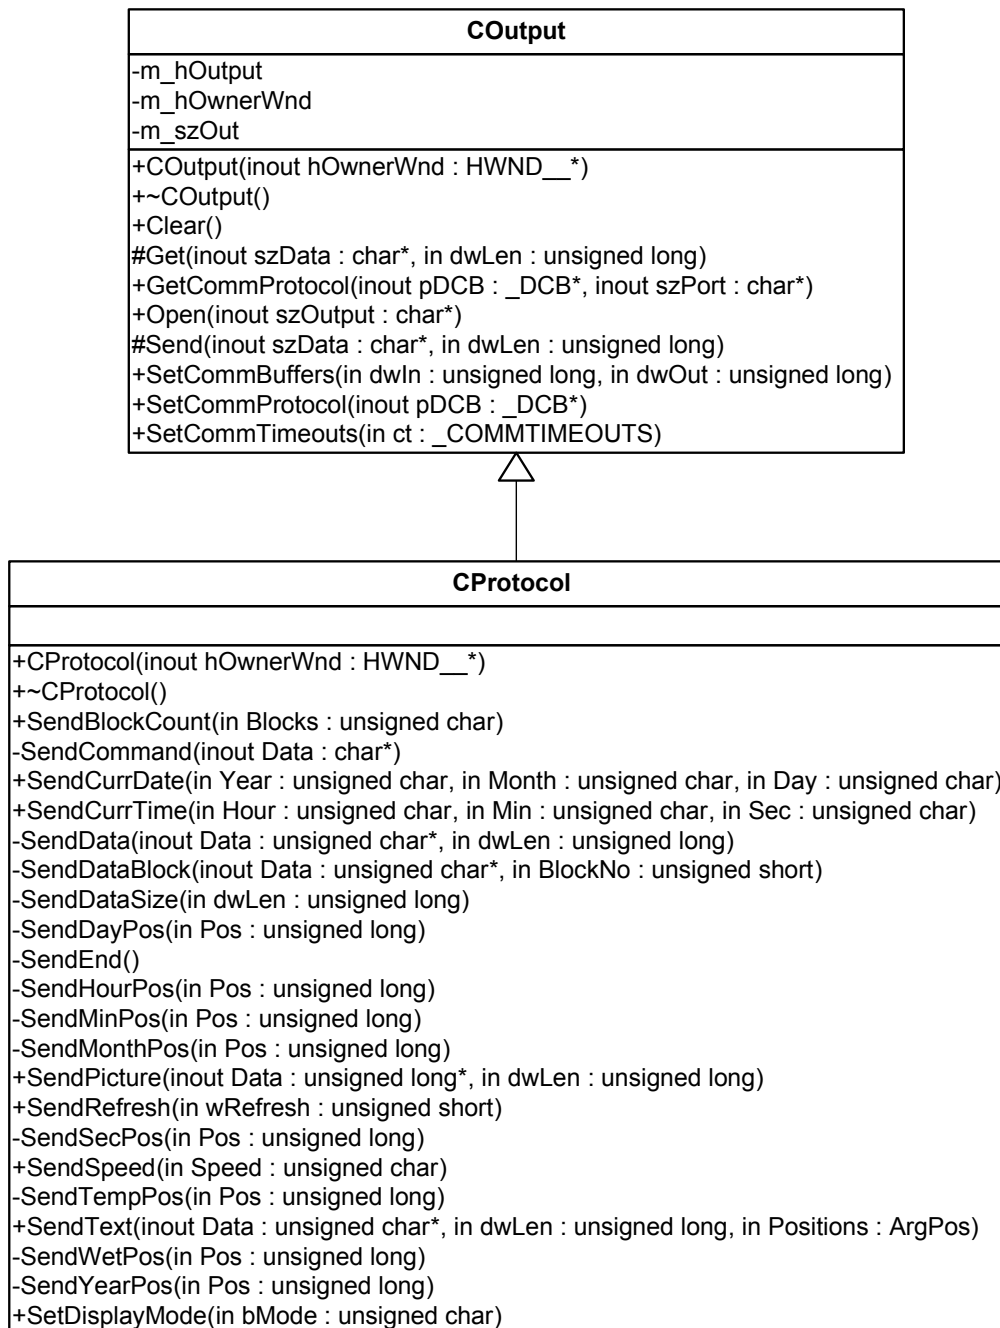 COutput
-m_hOutput
-m_hOwnerWnd
-m_szOut
+COutput(inout hOwnerWnd : HWND__*)
+~COutput()
+Clear()
#Get(inout szData : char*, in dwLen : unsigned long)
+GetCommProtocol(inout pDCB : _DCB*, inout szPort : char*)
+Open(inout szOutput : char*)
#Send(inout szData : char*, in dwLen : unsigned long)
+SetCommBuffers(in dwIn : unsigned long, in dwOut : unsigned long)
+SetCommProtocol(inout pDCB : _DCB*)
+SetCommTimeouts(in ct : _COMMTIMEOUTS)
CProtocol
+CProtocol(inout hOwnerWnd : HWND__*)
+~CProtocol()
+SendBlockCount(in Blocks : unsigned char)
-SendCommand(inout Data : char*)
+SendCurrDate(in Year : unsigned char, in Month : unsigned char, in Day : unsigned char)
+SendCurrTime(in Hour : unsigned char, in Min : unsigned char, in Sec : unsigned char)
-SendData(inout Data : unsigned char*, in dwLen : unsigned long)
-SendDataBlock(inout Data : unsigned char*, in BlockNo : unsigned short)
-SendDataSize(in dwLen : unsigned long)
-SendDayPos(in Pos : unsigned long)
-SendEnd()
-SendHourPos(in Pos : unsigned long)
-SendMinPos(in Pos : unsigned long)
-SendMonthPos(in Pos : unsigned long)
+SendPicture(inout Data : unsigned long*, in dwLen : unsigned long)
+SendRefresh(in wRefresh : unsigned short)
-SendSecPos(in Pos : unsigned long)
+SendSpeed(in Speed : unsigned char)
-SendTempPos(in Pos : unsigned long)
+SendText(inout Data : unsigned char*, in dwLen : unsigned long, in Positions : ArgPos)
-SendWetPos(in Pos : unsigned long)
-SendYearPos(in Pos : unsigned long)
+SetDisplayMode(in bMode : unsigned char)